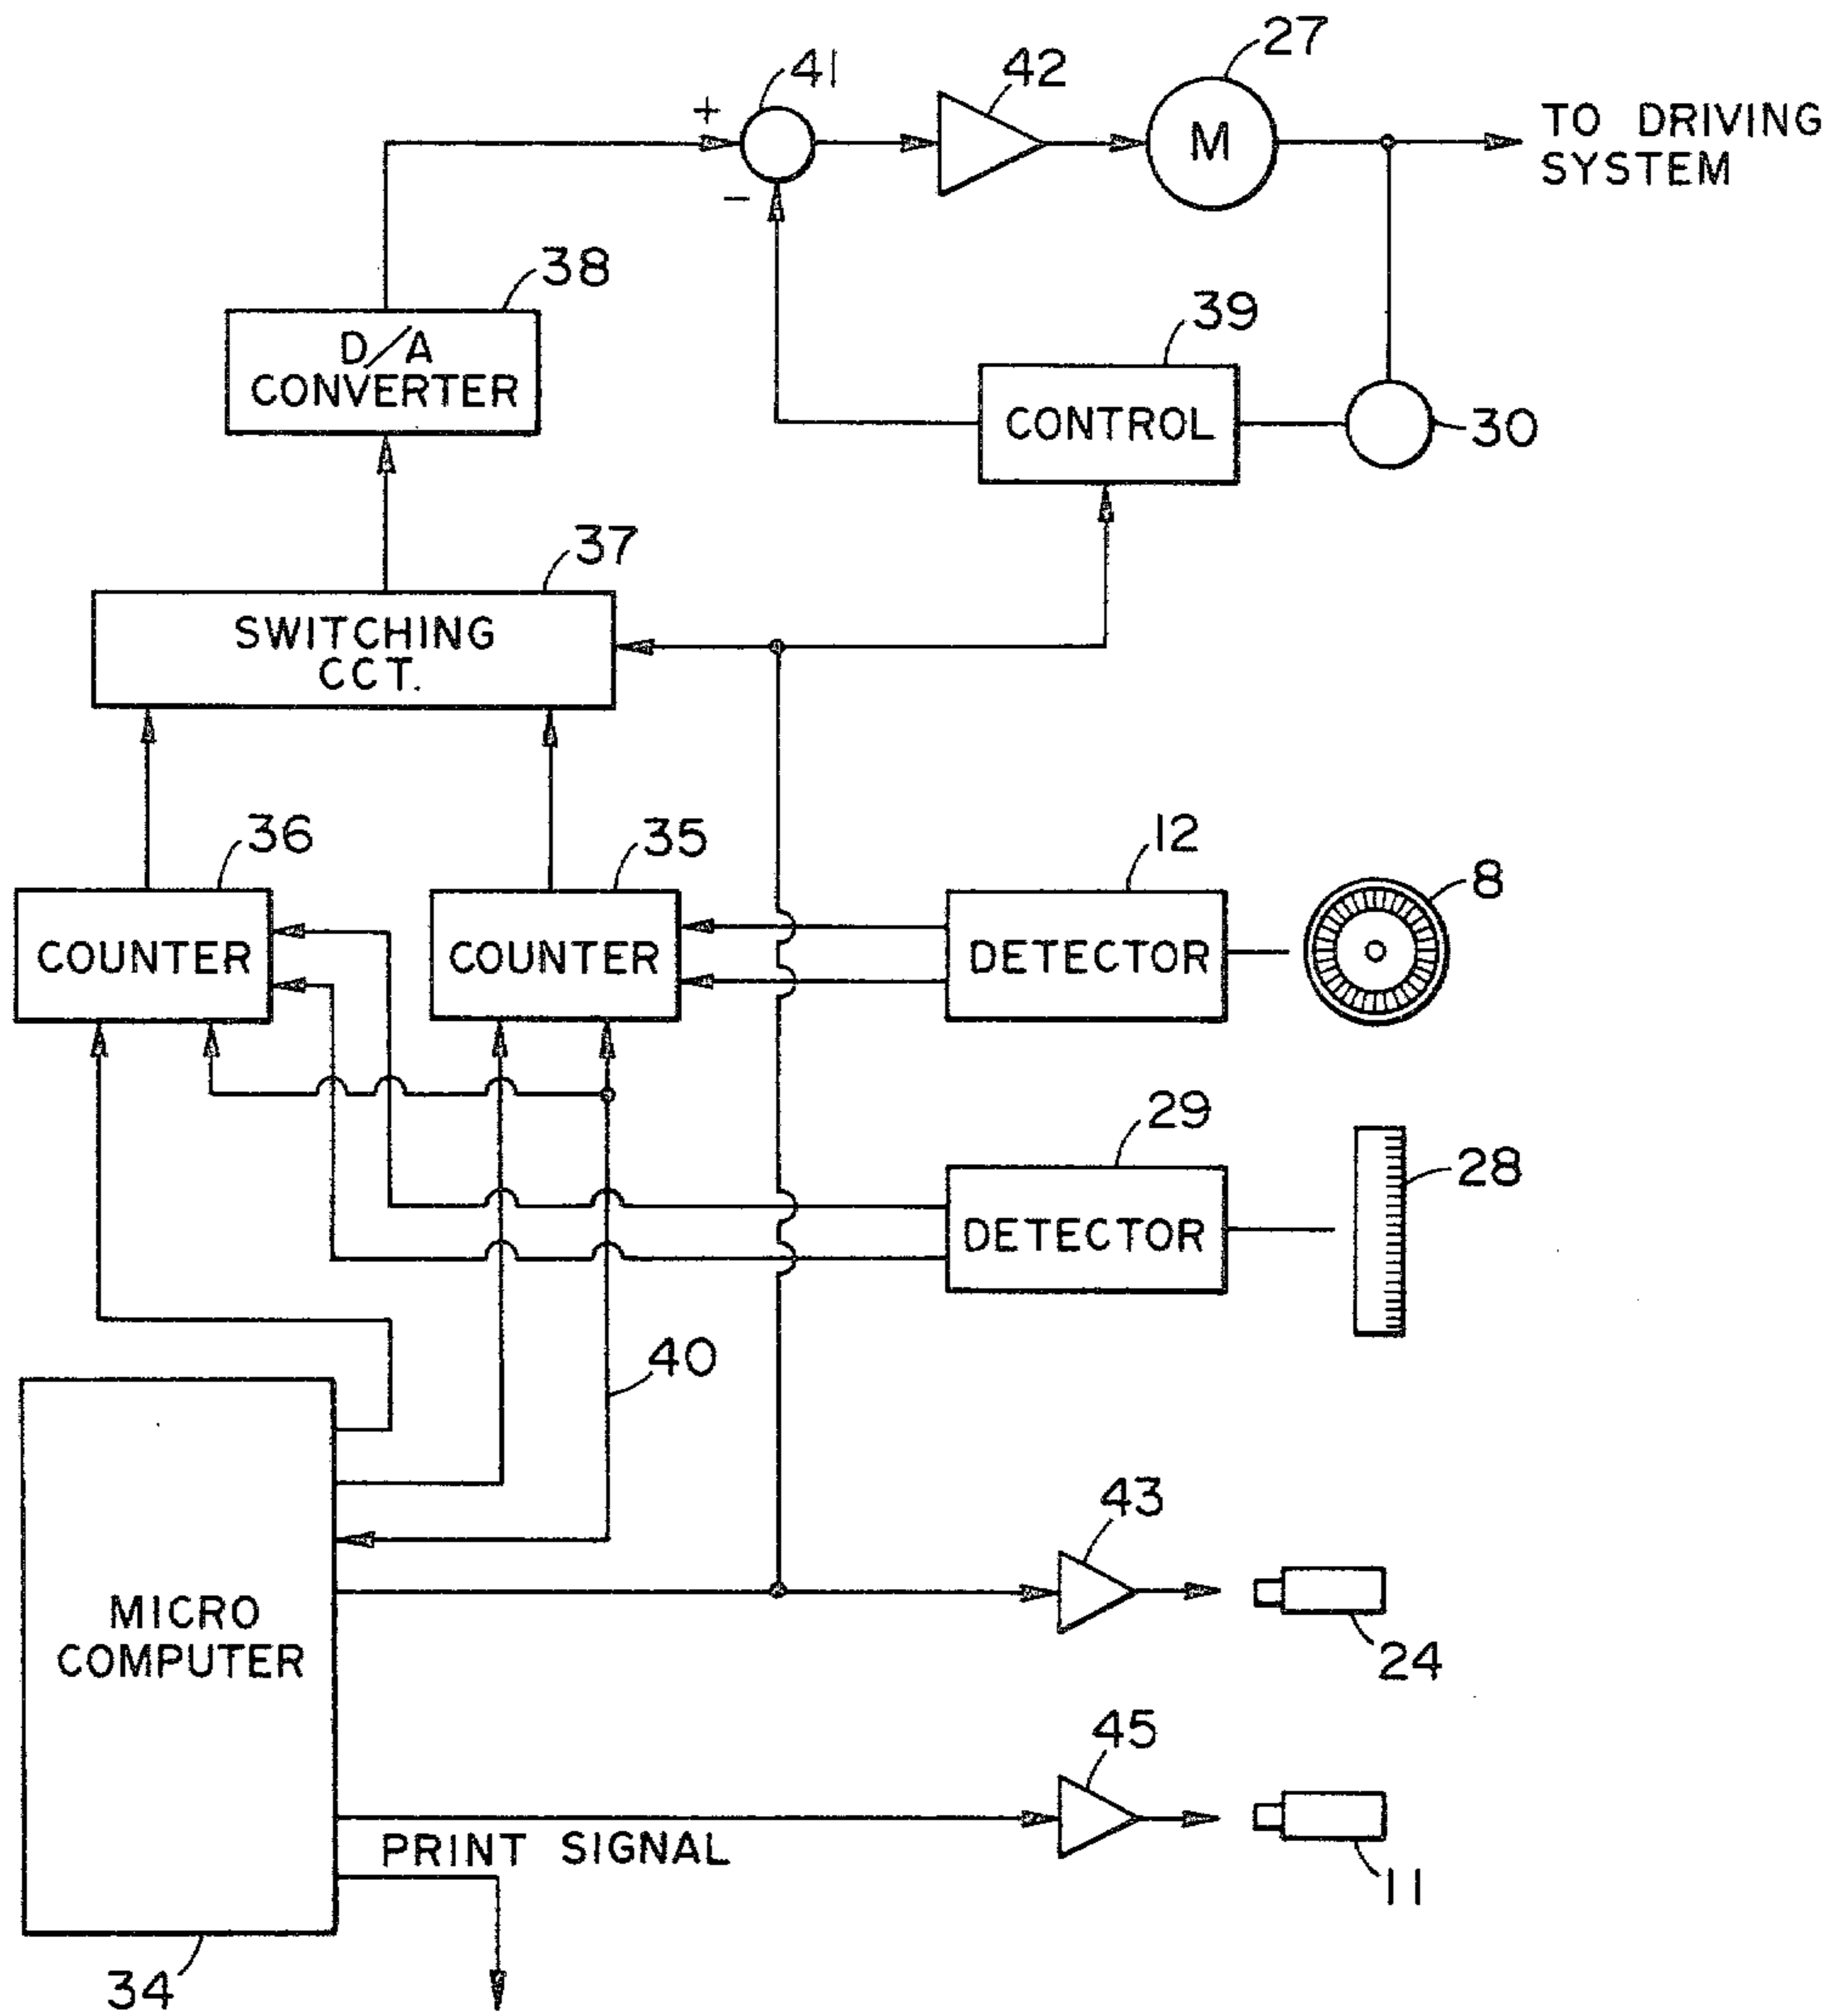 27
41
42
+
M
TO DRIVING
SYSTEM
-
38
39
D/A
CONVERTER
CONTROL
30
37
SWITCHING
CCT.
36
35
12
8
COUNTER
COUNTER
DETECTOR
29
28
DETECTOR
40
43
MICRO
COMPUTER
24
45
PRINT SIGNAL
11
34